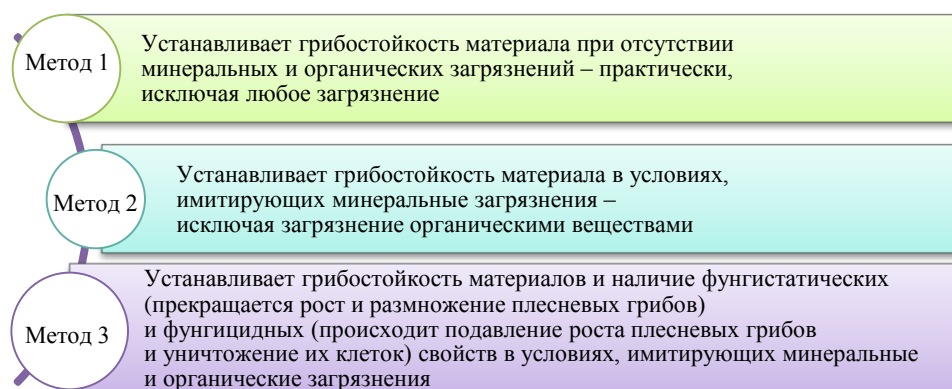 Метод 1
Устанавливает грибостойкость материала при отсутствии
минеральных и органических загрязнений – практически,
исключая любое загрязнение
Метод 2
Устанавливает грибостойкость материала в условиях,
имитирующих минеральные загрязнения –
исключая загрязнение органическими веществами
Метод 3
Устанавливает грибостойкость материалов и наличие фунгистатических
(прекращается рост и размножение плесневых грибов)
и фунгицидных (происходит подавление роста плесневых грибов
и уничтожение их клеток) свойств в условиях, имитирующих минеральные
и органические загрязнения